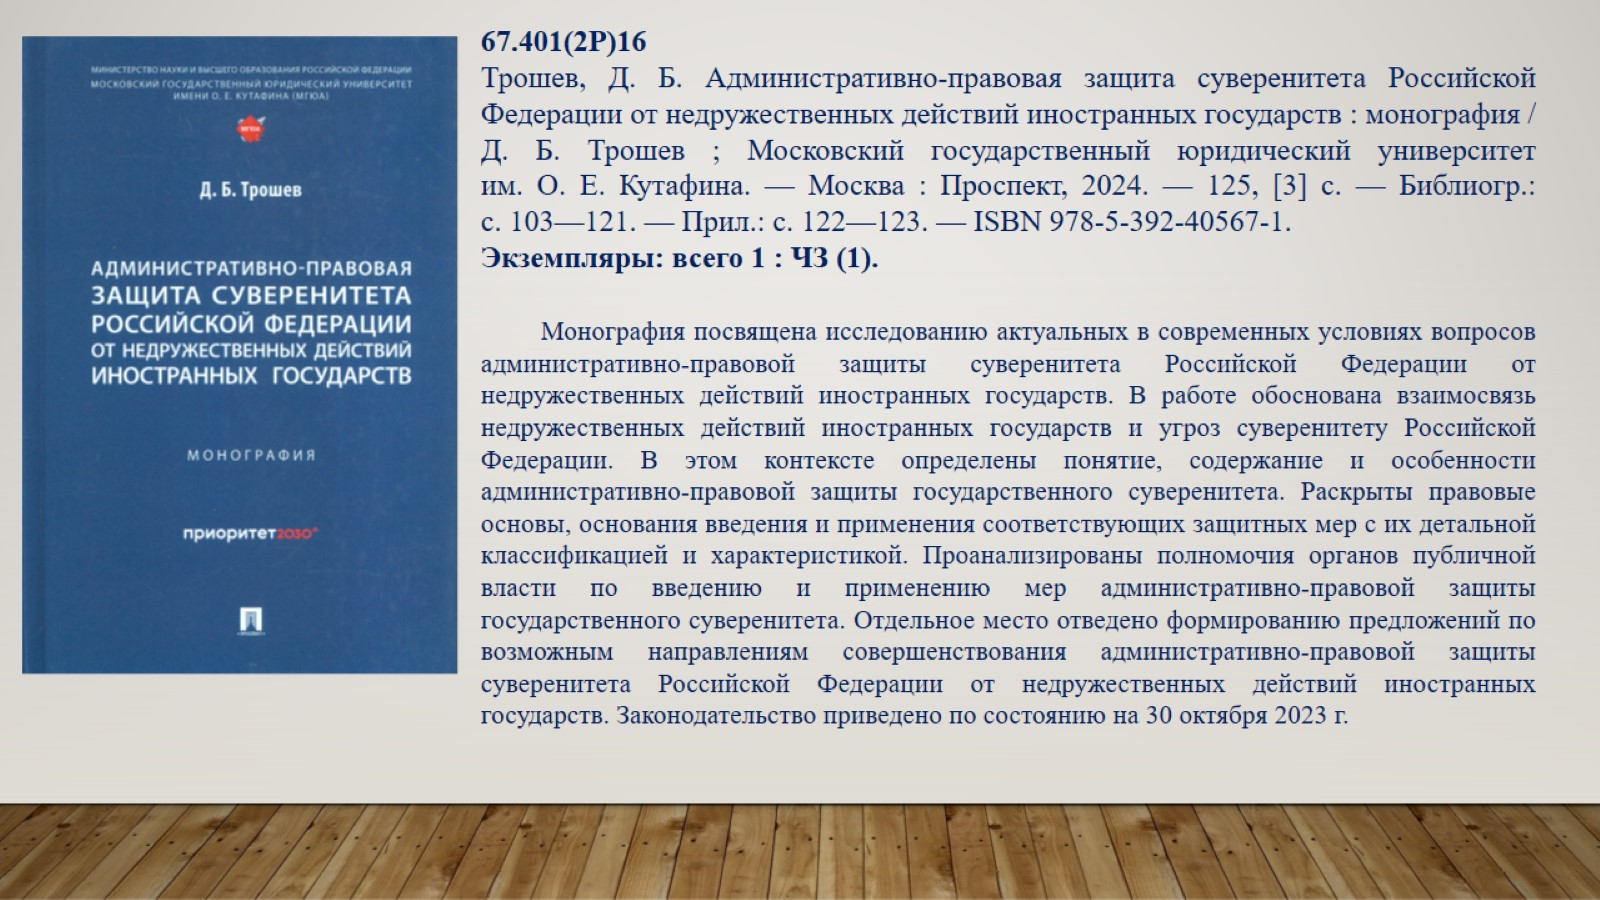 МИНИСТЕРСТВО НАУКИ И ВЫСШЕГО ОБРАЗОВАНИЯ РОССИЙСКОЙ ФЕДЕРАЦИИ
МОСКОВСКИЙ ГОСУДАРСТВЕННЫЙ ЮРИДИЧЕСКИЙ УНИВЕРСИТЕТ
ИМЕНИ О. Е. КУТАФИНА (МГЮА)
МГЮА
Д. Б. Трошев
АДМИНИСТРАТИВНО-ПРАВОВАЯ
ЗАЩИТА СУВЕРЕНИТЕТА
РОССИЙСКОЙ ФЕДЕРАЦИИ
ОТ НЕДРУЖЕСТВЕННЫХ ДЕЙСТВИЙ
ИНОСТРАННЫХ ГОСУДАРСТВ
МОНОГРАФИЯ
приоритет2030^
67.401(2Р)16
Трошев, Д. Б. Административно-правовая защита суверенитета Российской
Федерации от недружественных действий иностранных государств : монография /
Д. Б. Трошев ; Московский государственный юридический университет
им. О. Е. Кутафина. — Москва : Проспект, 2024. — 125, [3] с. — Библиогр.:
с. 103—121. — Прил.: с. 122—123. — ISBN 978-5-392-40567-1.
Экземпляры: всего 1 : ЧЗ (1).
Монография посвящена исследованию актуальных в современных условиях вопросов
административно-правовой защиты суверенитета Российской Федерации от
недружественных действий иностранных государств. В работе обоснована взаимосвязь
недружественных действий иностранных государств и угроз суверенитету Российской
Федерации. В этом контексте определены понятие, содержание и особенности
административно-правовой защиты государственного суверенитета. Раскрыты правовые
основы, основания введения и применения соответствующих защитных мер с их детальной
классификацией и характеристикой. Проанализированы полномочия органов публичной
власти по введению и применению мер административно-правовой защиты
государственного суверенитета. Отдельное место отведено формированию предложений по
возможным направлениям совершенствования административно-правовой защиты
суверенитета Российской Федерации от недружественных действий иностранных
государств. Законодательство приведено по состоянию на 30 октября 2023 г.